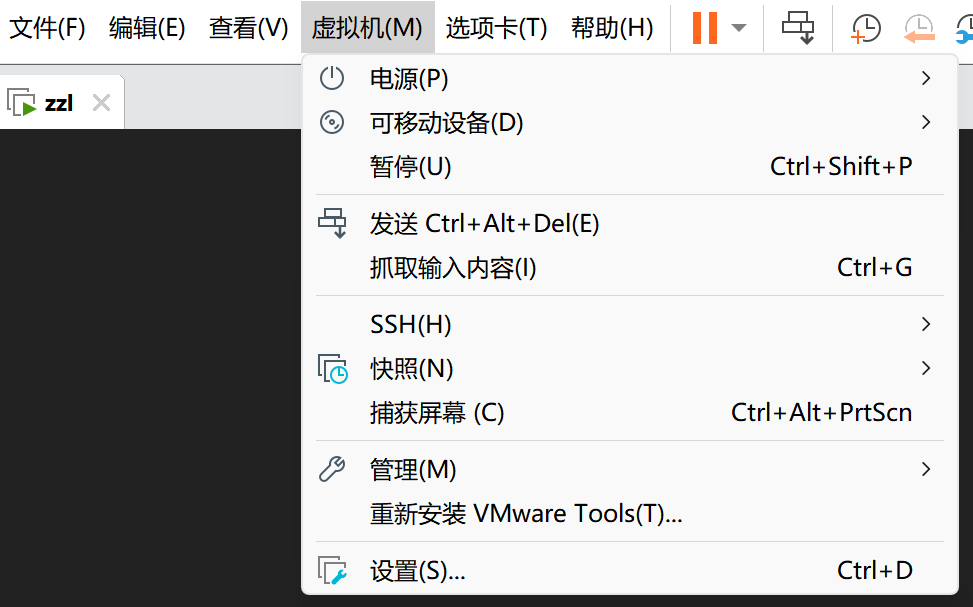 文件(F) 编辑(E) 查看(V) 虚拟机(M) 选项卡(T) 帮助(H)
zzl
电源(P)
可移动设备(D)
暂停(U) Ctrl+Shift+P
发送 Ctrl+Alt+Del(E)
抓取输入内容(I) Ctrl+G
SSH(H)
快照(N)
捕获屏幕 (C) Ctrl+Alt+PrtScn
管理(M)
重新安装 VMware Tools(T)...
设置(S)... Ctrl+D